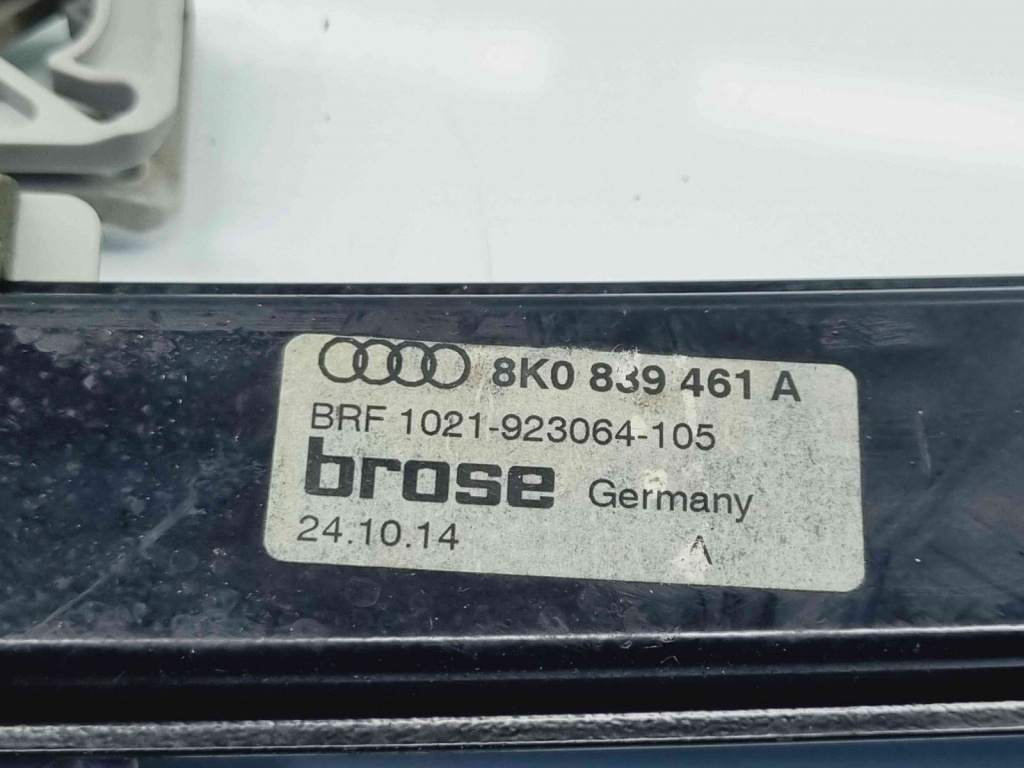 8K0 839 461 A
BRF 1021-923064-105
brose Germany
24.10.14
A